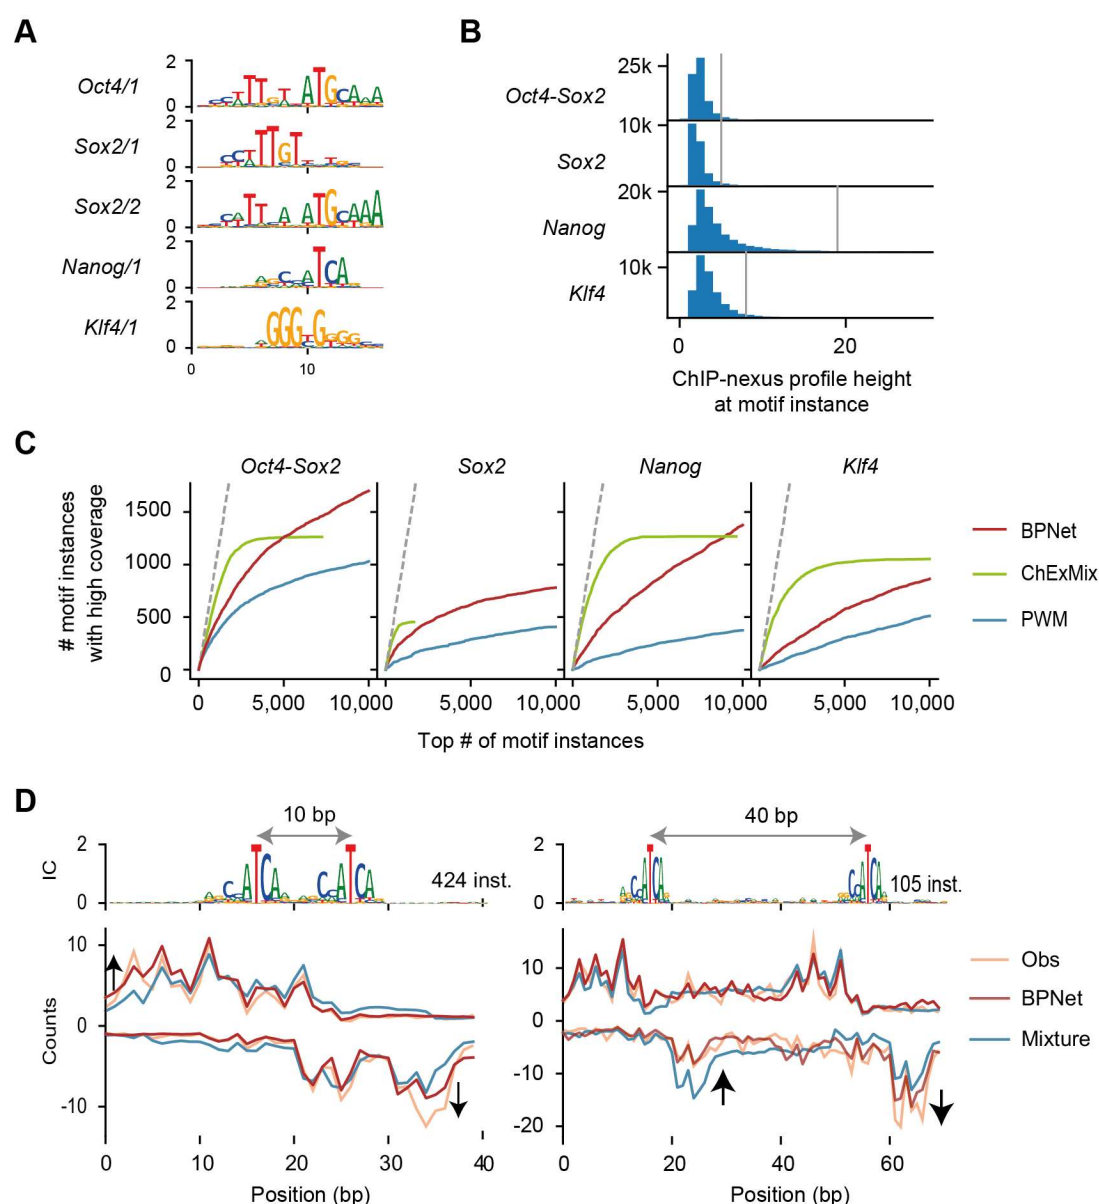 A
Oct4/1
2
0
Sox2/1
2
0
Sox2/2
2
0
Nanog/1
2
0
Klf4/1
2
0
0
10
B
Oct4-Sox2
25k
Sox2
10k
Nanog
20k
Klf4
10k
0
20
ChIP-nexus profile height
at motif instance
C
Oct4-Sox2
Sox2
Nanog
Klf4
# motif instances
with high coverage
1500
1000
500
0
0
5,000
10,000
5,000
10,000
5,000
10,000
5,000
10,000
Top # of motif instances
BPNet
ChExMix
PWM
D
10 bp
IC
2
0
424 inst.
Counts
10
0
-10
0
10
20
30
40
Position (bp)
40 bp
2
0
105 inst.
10
0
-10
-20
0
20
40
60
Position (bp)
Obs
BPNet
Mixture